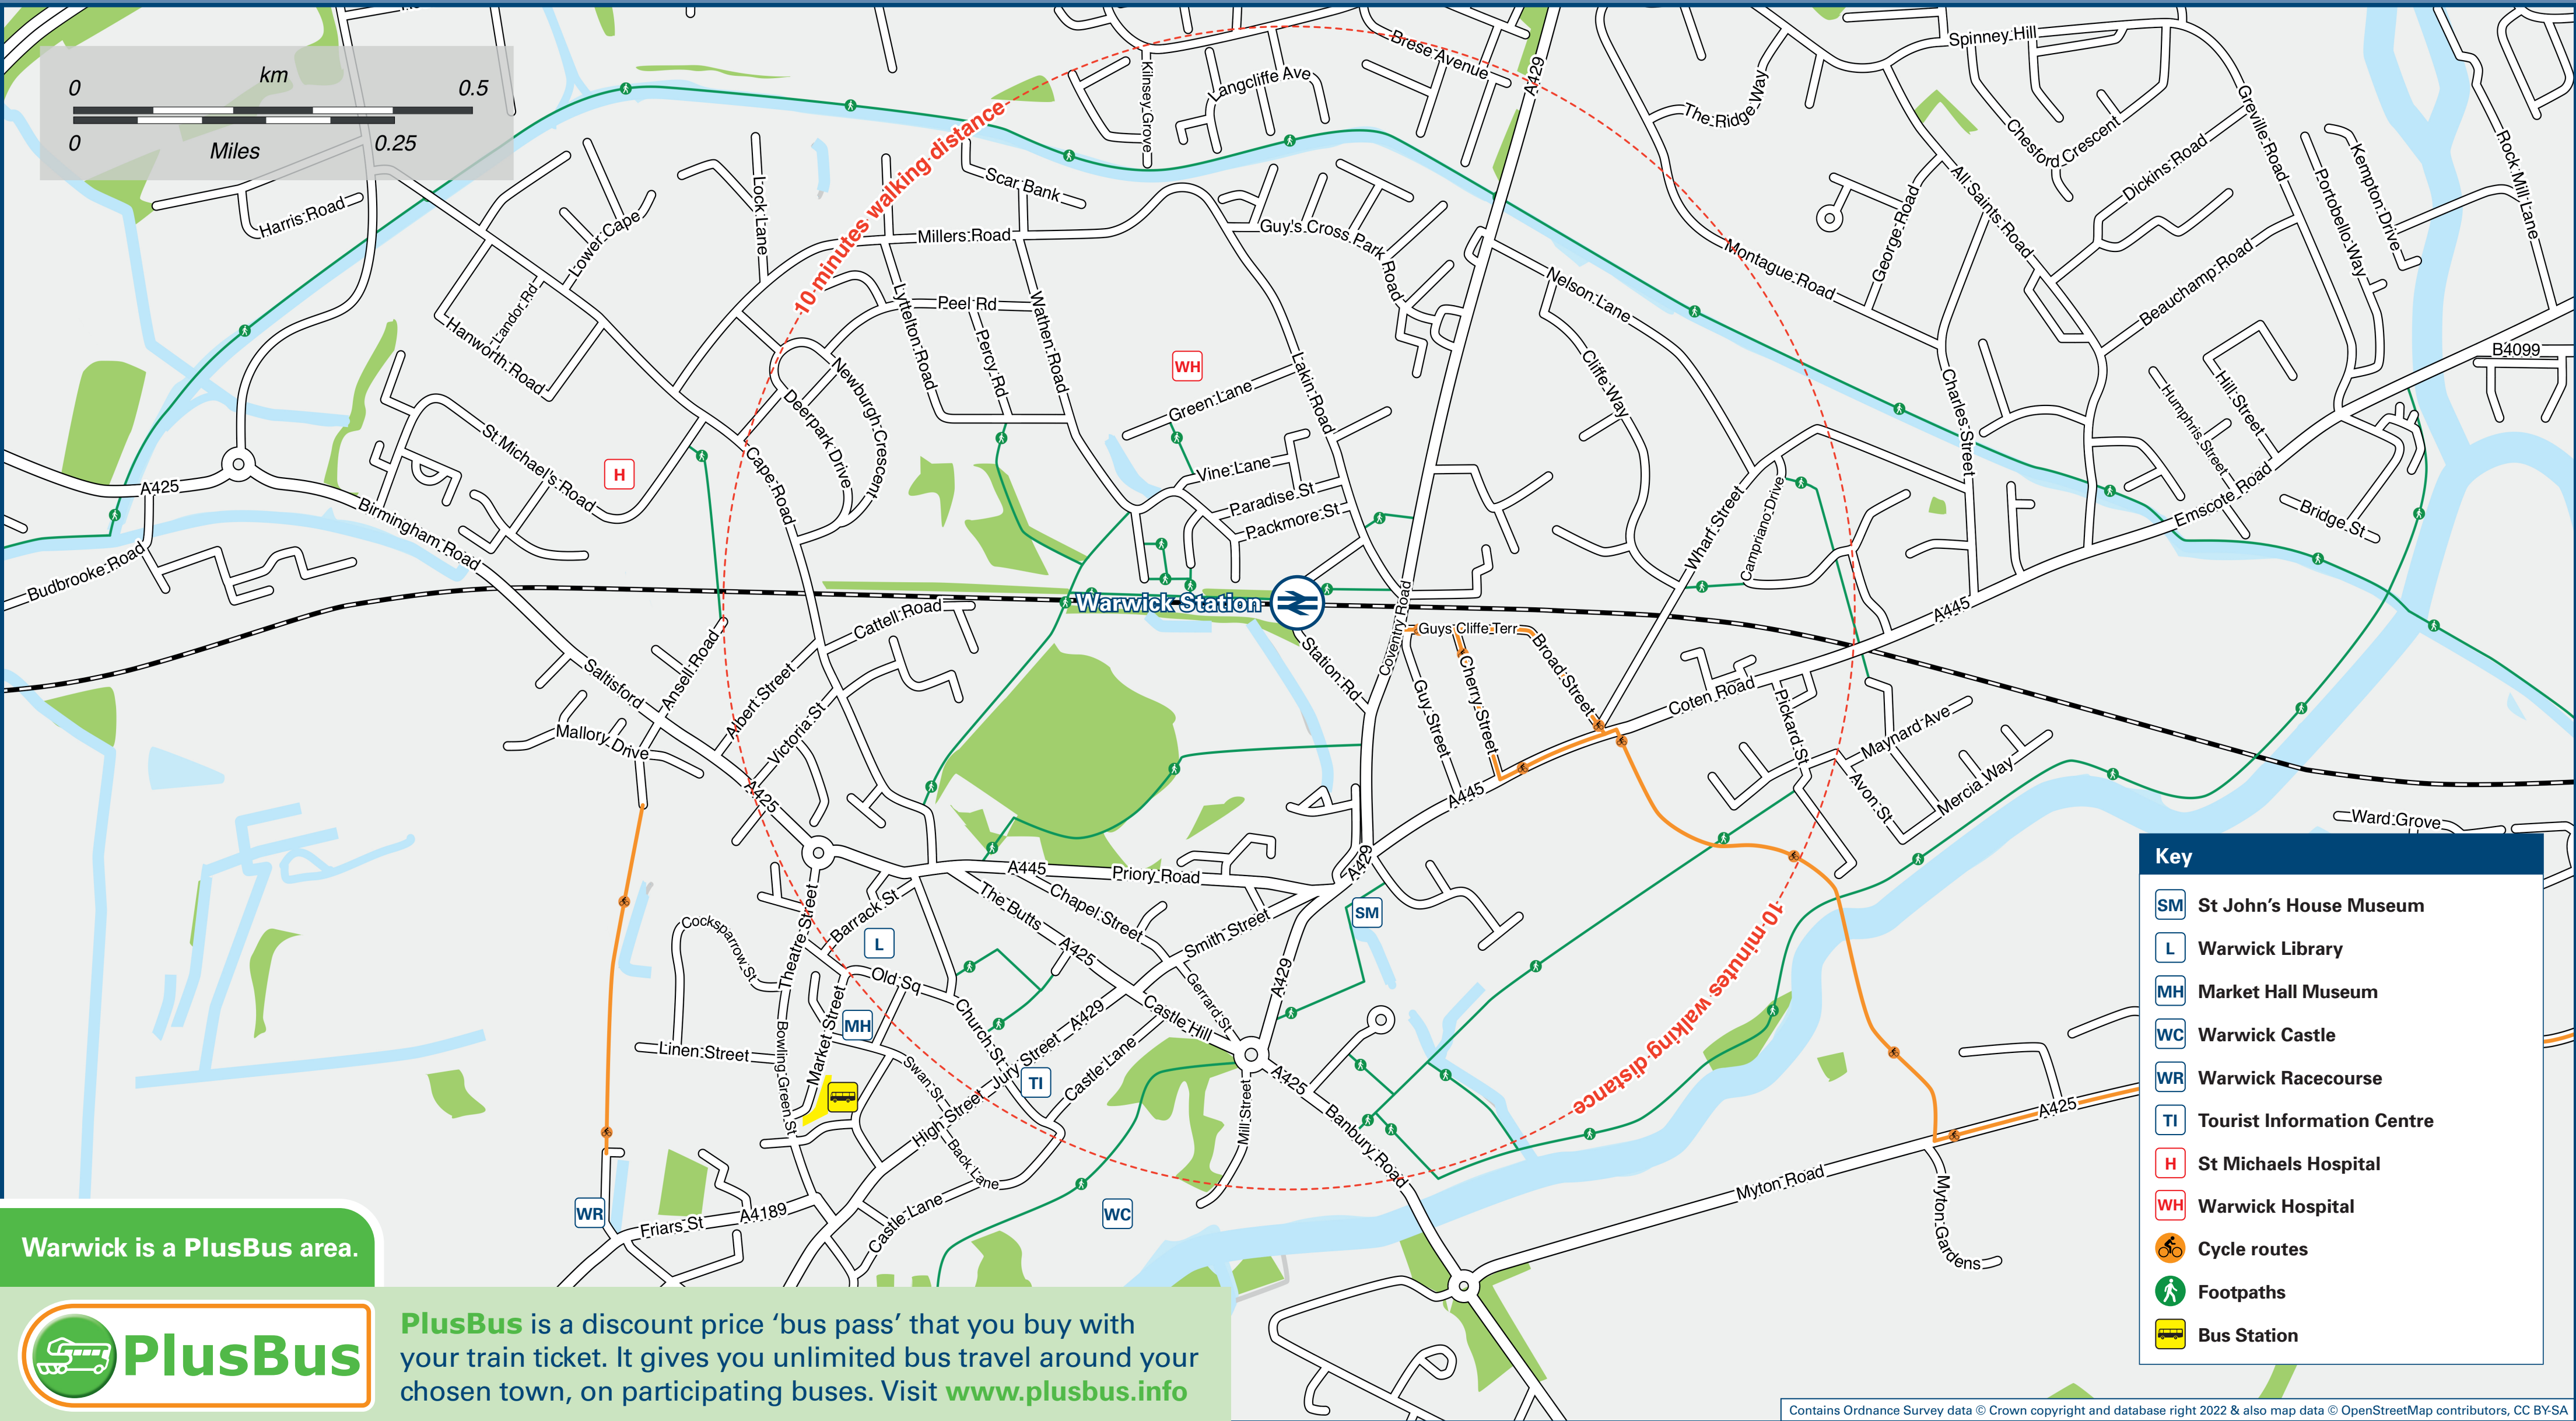 km
0
0.5
0
Miles
0.25
Brese Avenue
A429
Spinney Hill
Kilnsey Grove
Langcliffe Ave
The Ridge Way
Greville Road
Chesford Crescent
Kempton Drive
Rock Mill Lane
10 minutes walking distance
Scar Bank
Dickins Road
Portobello Way
All Saints Road
Harris Road
Lock Lane
Lower Cape
Millers Road
Guy's Cross Park Road
George Road
Montague Road
Beauchamp Road
Nelson Lane
Landor Rd
Hanworth Road
Lyttelton Road
Peel Rd
Percy Rd
Wathen Road
Lakin Road
Cliffe Way
Charles Street
Hill Street
Humphris Street
B4099
WH
Green Lane
Newburgh Crescent
Deerpark Drive
St Michael's Road
H
Cape Road
Vine Lane
Paradise St
Packmore St
A425
Birmingham Road
Wharf Street
Campriano Drive
Emscote Road
Bridge St
Budbrooke Road
Warwick Station
Cattell Road
Coventry Road
Guys Cliffe Terr
A445
Station Rd
Broad Street
Cherry Street
Guy Street
Coten Road
Pickard St
Maynard Ave
Avon St
Mercia Way
Saltisford
Ansell Road
Albert Street
Victoria St
Mallory Drive
A425
A445
Ward Grove
A445
Priory Road
A429
Chapel Street
The Butts
A425
Smith Street
SM
Barrack St
L
Theatre Street
Cocksparrow St
Old Sq
Gerrard St
A429
Castle Hill
A429
Jury Street
Church St
MH
Market Street
Linen Street
Bowling Green St
Swan St
TI
Castle Lane
High Street
Back Lane
Mill Street
A425
Banbury Road
10 minutes walking distance
A425
Myton Road
Myton Gardens
WR
Friars St
A4189
Castle Lane
WC
Key
SM St John’s House Museum
L Warwick Library
MH Market Hall Museum
WC Warwick Castle
WR Warwick Racecourse
TI Tourist Information Centre
H St Michaels Hospital
WH Warwick Hospital
Cycle routes
Footpaths
Bus Station
Warwick is a PlusBus area.
PlusBus
PlusBus is a discount price ‘bus pass’ that you buy with
your train ticket. It gives you unlimited bus travel around your
chosen town, on participating buses. Visit www.plusbus.info
Contains Ordnance Survey data © Crown copyright and database right 2022 & also map data © OpenStreetMap contributors, CC BY-SA